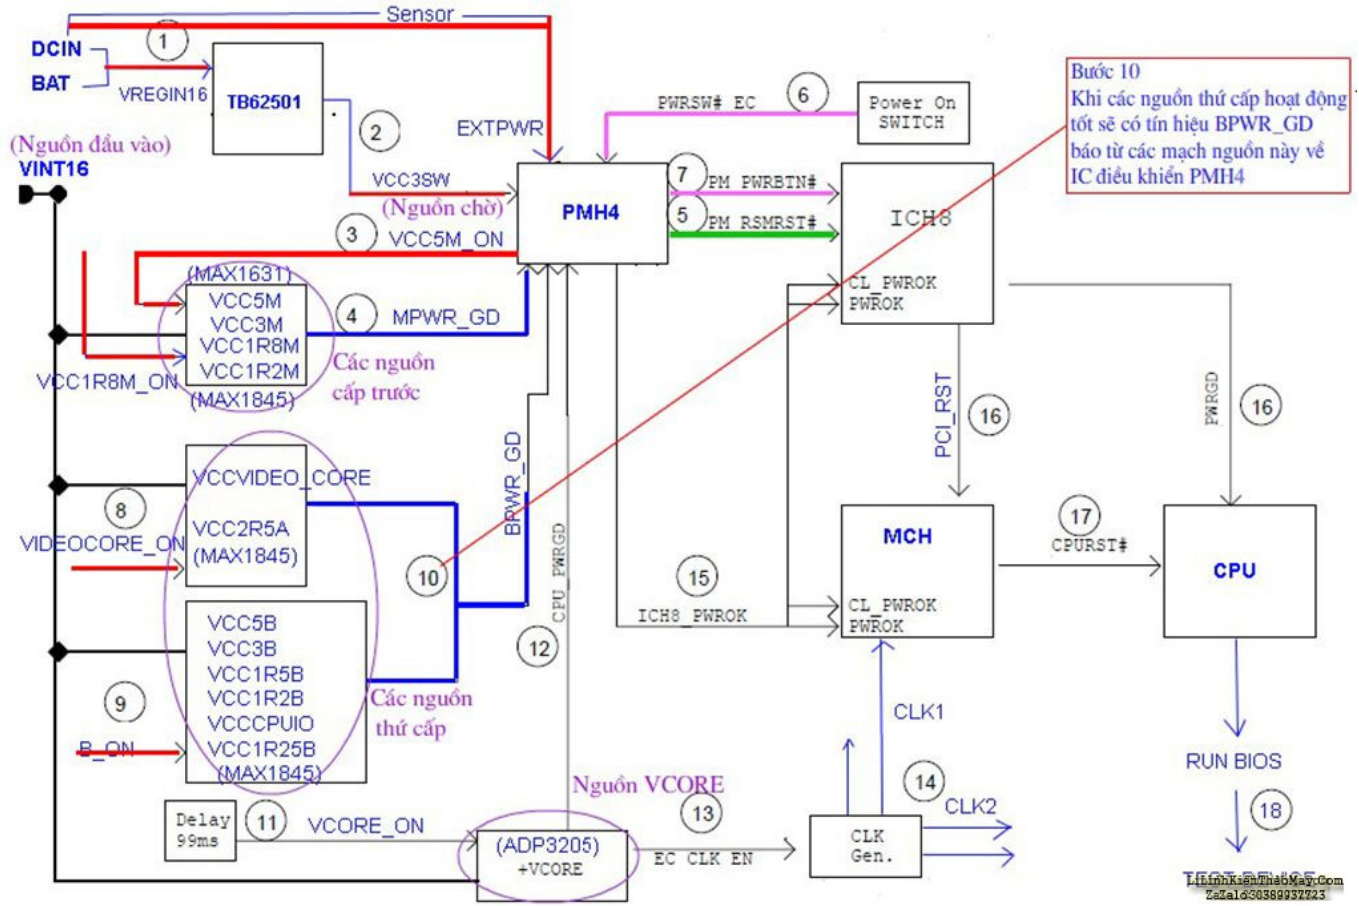 Sensor
DCIN
BAT
1
VREGIN16
TB62501
2
EXTPWR
PWRSW# EC
6
Power On
SWITCH
Bước 10
Khi các nguồn thứ cấp hoạt động
tốt sẽ có tín hiệu BPWR_GD
báo từ các mạch nguồn này về
IC điều khiển PMH4
(Nguồn đầu vào)
VINT16
VCC3SW
(Nguồn chờ)
PMH4
7
PM PWRBTN#
5
PM RSMRST#
ICH8
CL_PWROK
PWROK
3
VCC5M_ON
(MAX1631)
VCC5M
VCC3M
VCC1R8M
VCC1R2M
(MAX1845)
VCC1R8M_ON
4
MPWR_GD
Các nguồn
cấp trước
PCI_RST
16
PWRGD
16
VCCVIDEO_CORE
VCC2R5A
(MAX1845)
8
VIDEOCORE_ON
10
BPWR_GD
CPU_PWRGD
12
15
ICH8_PWROK
MCH
CL_PWROK
PWROK
17
CPURST#
CPU
VCC5B
VCC3B
VCC1R5B
VCC1R2B
VCCCPUIO
VCC1R25B
(MAX1845)
9
B_ON
Các nguồn
thứ cấp
Nguồn VCORE
Delay
99ms
11
VCORE_ON
(ADP3205)
+VCORE
13
EC CLK EN
CLK1
CLK
Gen.
14
CLK2
RUN BIOS
18
TEST DEVICE
LiLinhKienThaoMay.Com
ZaZalo030389937723